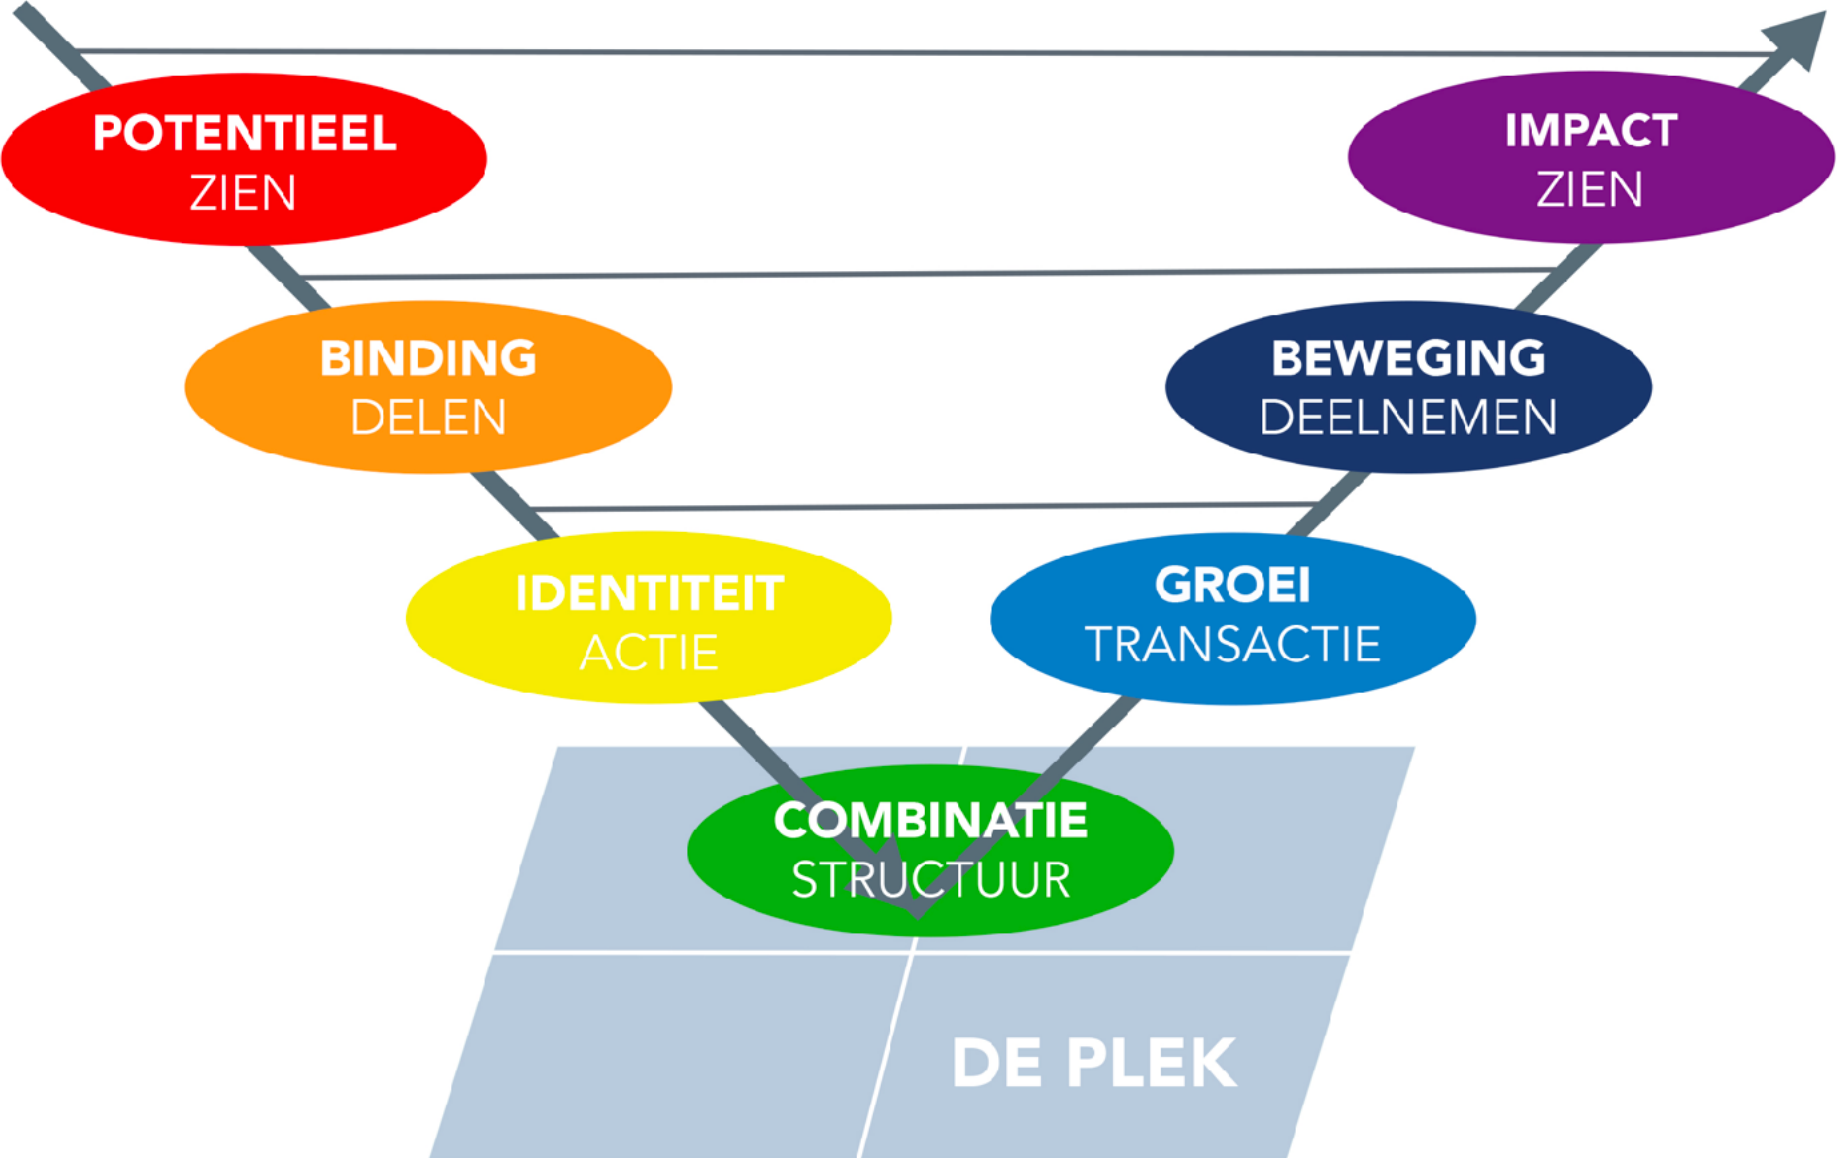 POTENTIEEL
ZIEN
IMPACT
ZIEN
BINDING
DELEN
BEWEGING
DEELNEMEN
IDENTITEIT
ACTIE
GROEI
TRANSACTIE
COMBINATIE
STRUCTUUR
DE PLEK